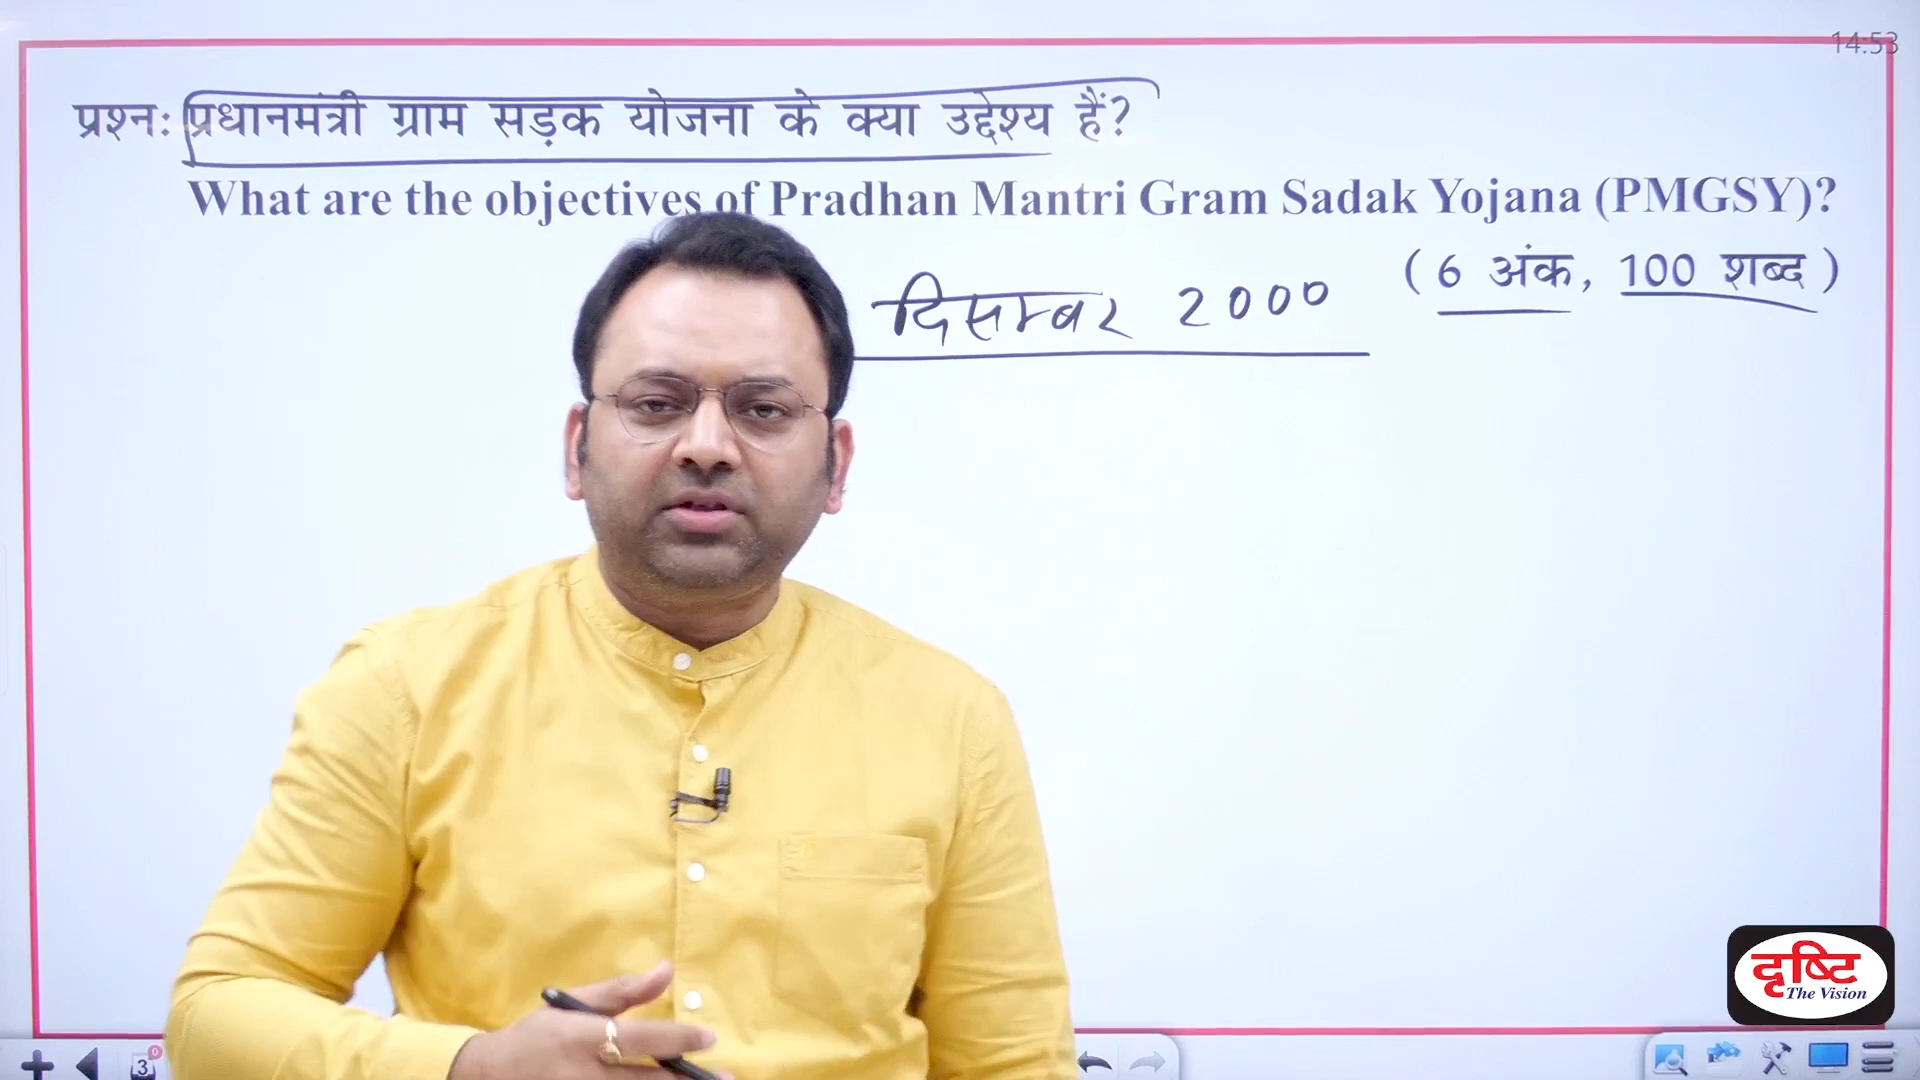 14:53
प्रश्न: प्रधानमंत्री ग्राम सड़क योजना के क्या उद्देश्य हैं?
What are the objectives of Pradhan Mantri Gram Sadak Yojana (PMGSY)?
(6 अंक, 100 शब्द)
दिसम्बर 2000
दृष्टि
The Vision
3
0